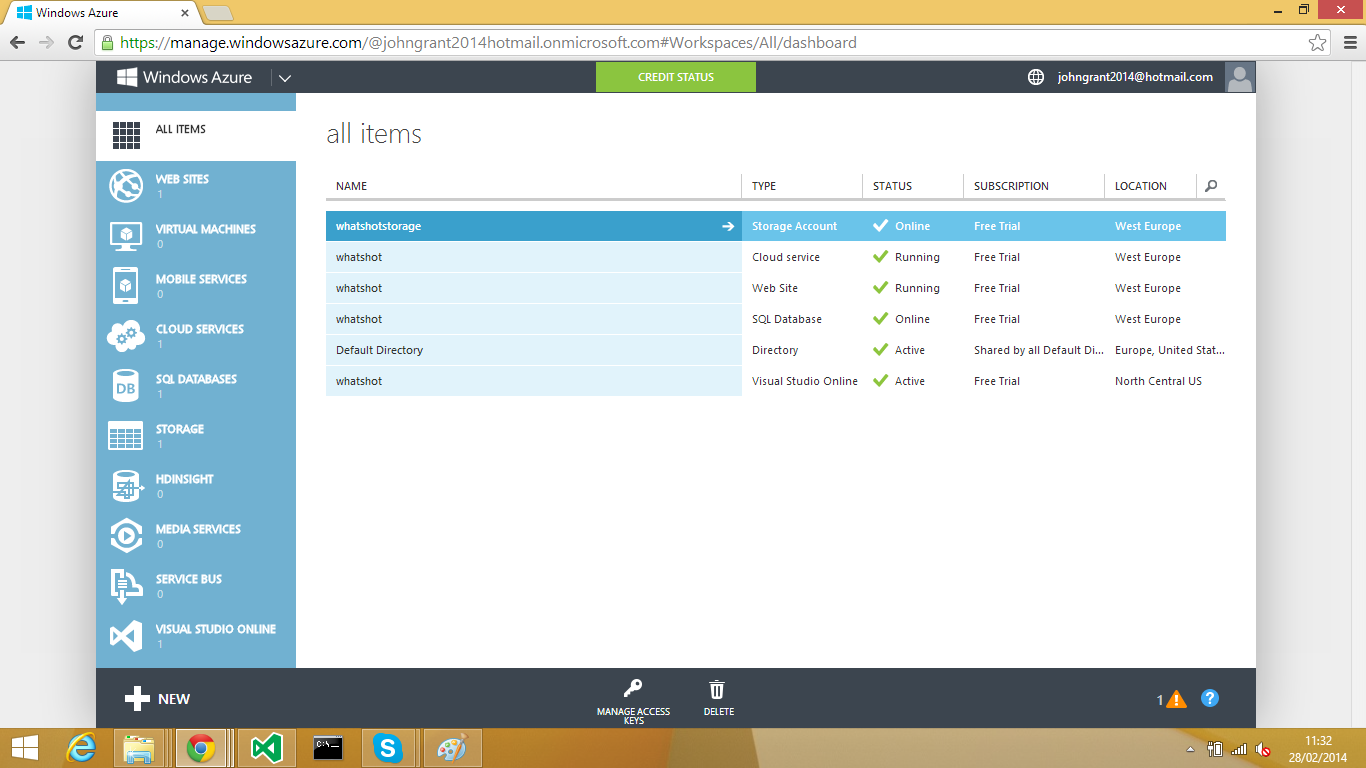 Windows Azure
https://manage.windowsazure.com/@johngrant2014hotmail.onmicrosoft.com#Workspaces/All/dashboard
Windows Azure CREDIT STATUS johngrant2014@hotmail.com
ALL ITEMS
WEB SITES
1
VIRTUAL MACHINES
0
MOBILE SERVICES
0
CLOUD SERVICES
1
DB
SQL DATABASES
1
STORAGE
1
HDINSIGHT
0
MEDIA SERVICES
0
SERVICE BUS
0
VISUAL STUDIO ONLINE
1
all items
NAME TYPE STATUS SUBSCRIPTION LOCATION
whatshotstorage Storage Account Online Free Trial West Europe
whatshot Cloud service Running Free Trial West Europe
whatshot Web Site Running Free Trial West Europe
whatshot SQL Database Online Free Trial West Europe
Default Directory Directory Active Shared by all Default Di... Europe, United Stat...
whatshot Visual Studio Online Active Free Trial North Central US
NEW
MANAGE ACCESS
KEYS
DELETE
1
?
C:\_
11:32
28/02/2014